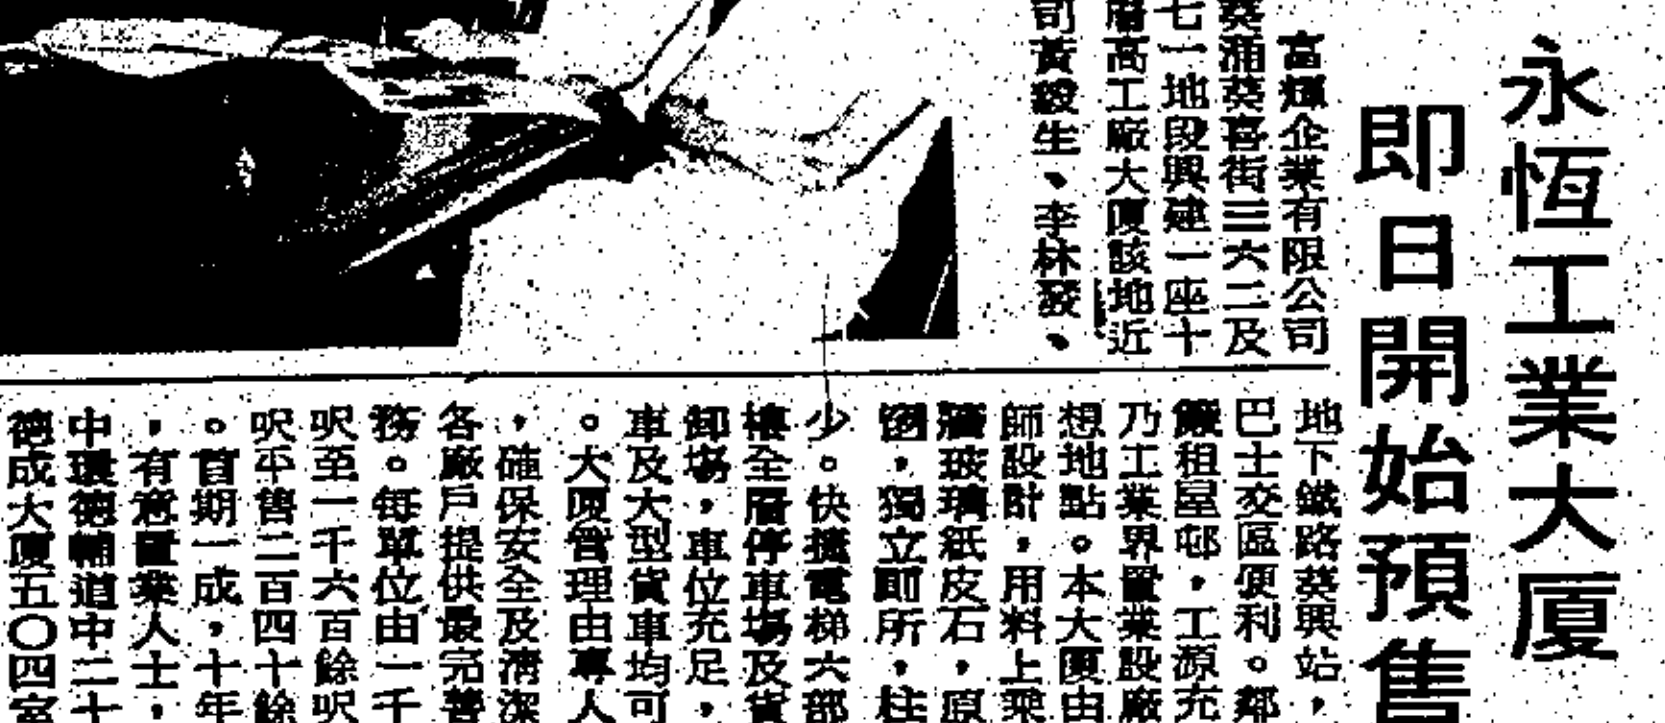 永恆工業大厦
即日開始預售
富輝企業有限公司
葵涌葵喜街三六二及
七一地段興建一座十
層高工廠大厦該地近
司黃毅生、李林發、
地下鐵路葵興站，
巴士交區便利。鄰
廉租屋邨，工源充
乃工業界置業設廠
想地點。本大厦由
師設計，用料上乘
牆玻璃紙皮石，原
窗，獨立厠所，柱
少。快捷電梯六部
樓全層停車場及貨
卸場，車位充足，
車及大型貨車均可
。大厦管理由專人
，確保安全及清潔
各廠戶提供最完善
務。每單位由一千
呎至一千六百餘呎
呎平售二百四十餘
。首期一成，十年
，有意置業人士，
中環德輔道中二十
德成大厦五〇四室